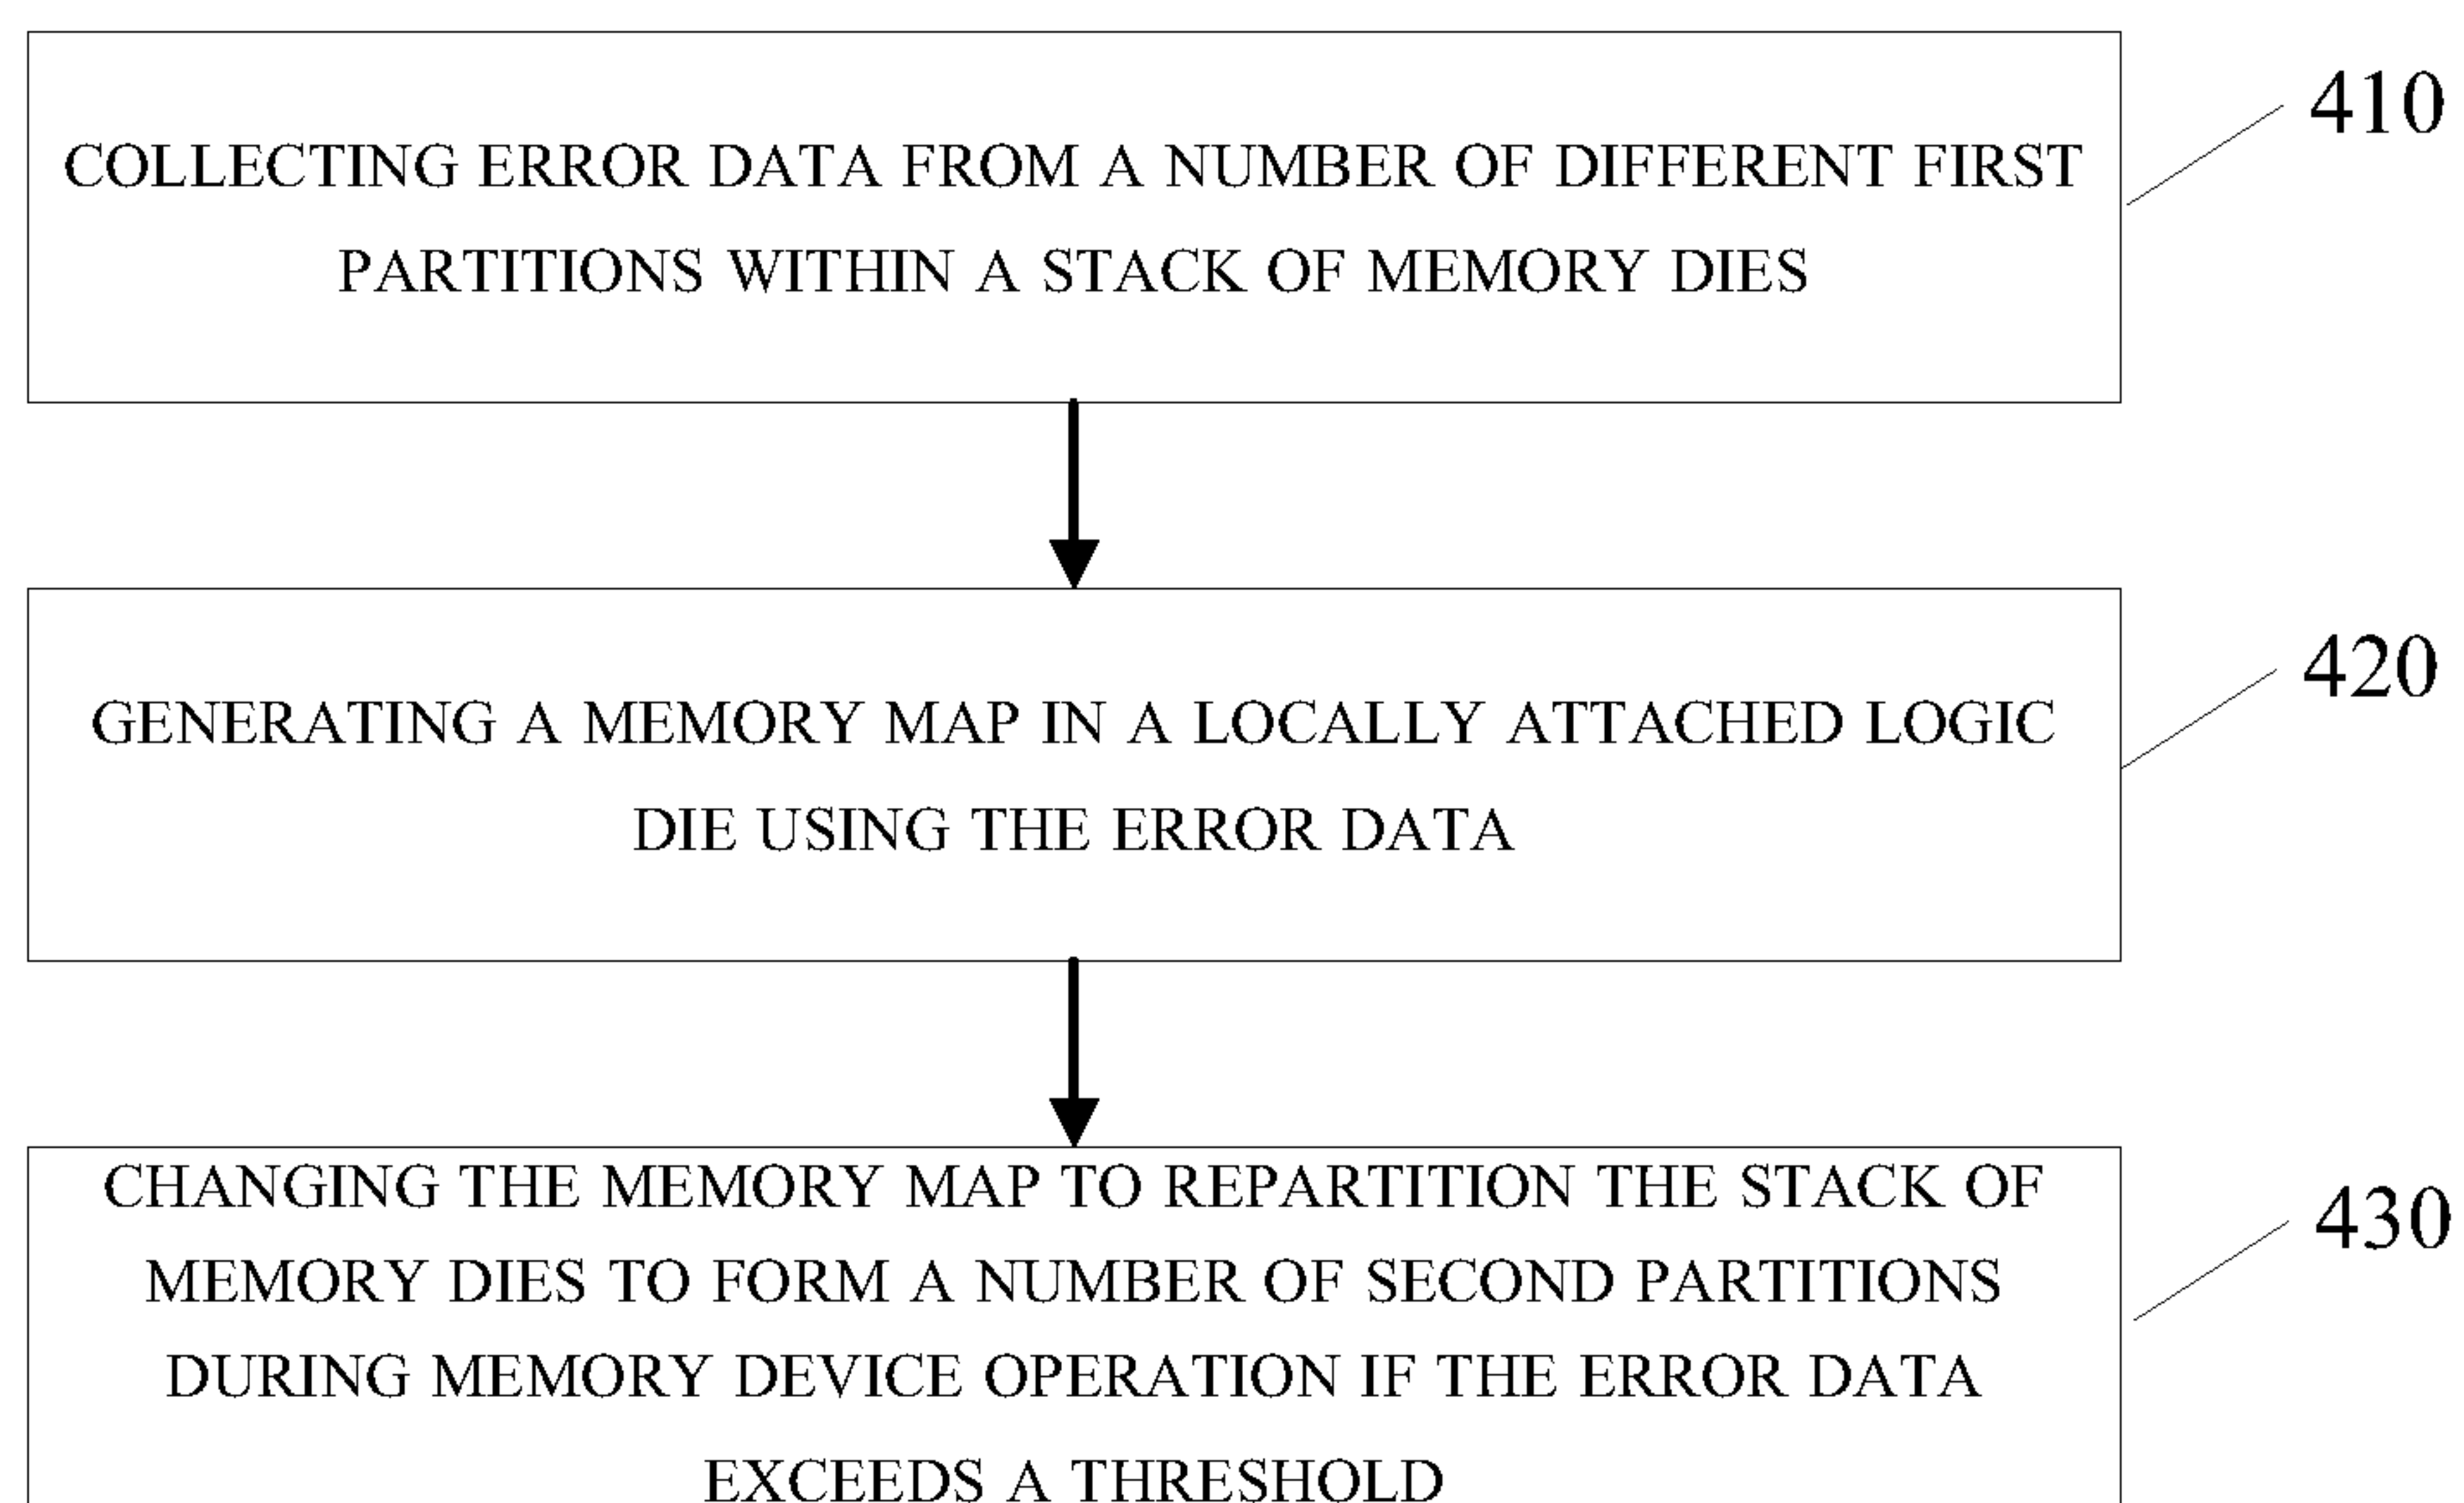 COLLECTING ERROR DATA FROM A NUMBER OF DIFFERENT FIRST
PARTITIONS WITHIN A STACK OF MEMORY DIES
410
GENERATING A MEMORY MAP IN A LOCALLY ATTACHED LOGIC
DIE USING THE ERROR DATA
420
CHANGING THE MEMORY MAP TO REPARTITION THE STACK OF
MEMORY DIES TO FORM A NUMBER OF SECOND PARTITIONS
DURING MEMORY DEVICE OPERATION IF THE ERROR DATA
EXCEEDS A THRESHOLD
430